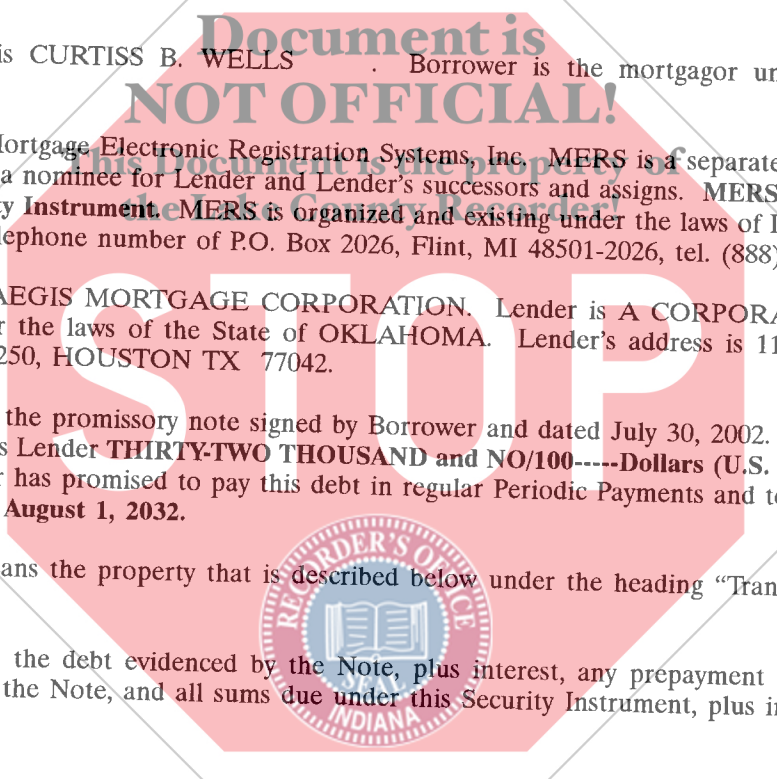 Document is
is CURTISS B. WELLS . Borrower is the mortgagor un
NOT OFFICIAL!
Mortgage Electronic Registration Systems, Inc. MERS is a separate
This Document is the property of
a nominee for Lender and Lender's successors and assigns. MERS
the Lake County Recorder!
y Instrument. MERS is organized and existing under the laws of
lephone number of P.O. Box 2026, Flint, MI 48501-2026, tel. (888)
STOP
AEGIS MORTGAGE CORPORATION. Lender is A CORPORA
r the laws of the State of OKLAHOMA. Lender's address is 11
250, HOUSTON TX 77042.
the promissory note signed by Borrower and dated July 30, 2002.
s Lender THIRTY-TWO THOUSAND and NO/100-----Dollars (U.S.
r has promised to pay this debt in regular Periodic Payments and to
August 1, 2032.
ans the property that is described below under the heading “Tran
the debt evidenced by the Note, plus interest, any prepayment
the Note, and all sums due under this Security Instrument, plus in
RECORDER'S OFFICE
SEAL
INDIANA